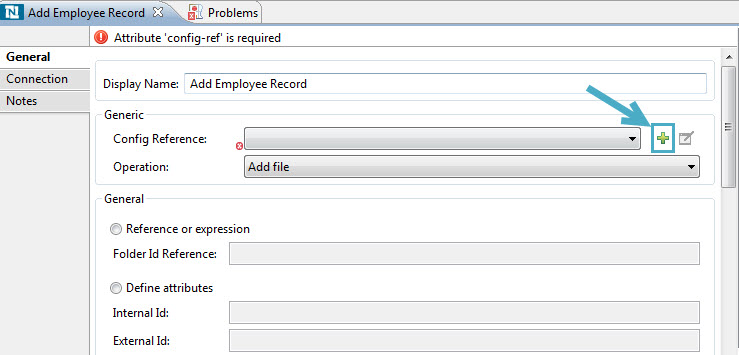 N Add Employee Record Problems
Attribute 'config-ref' is required
General
Connection
Notes
Display Name: Add Employee Record
Generic
Config Reference:
Operation: Add file
General
Reference or expression
Folder Id Reference:
Define attributes
Internal Id:
External Id: